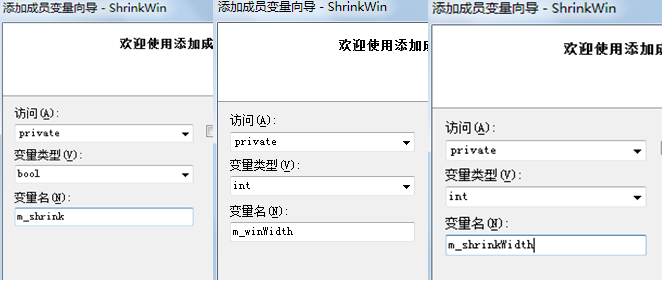 添加成员变量向导 - ShrinkWin
欢迎使用添加成
访问(A):
private
变量类型(V):
bool
变量名(N):
m_shrink
添加成员变量向导 - ShrinkWin
欢迎使用添加成
访问(A):
private
变量类型(V):
int
变量名(N):
m_winWidth
添加成员变量向导 - ShrinkWin
欢迎使用添加成
访问(A):
private
变量类型(V):
int
变量名(N):
m_shrinkWidth